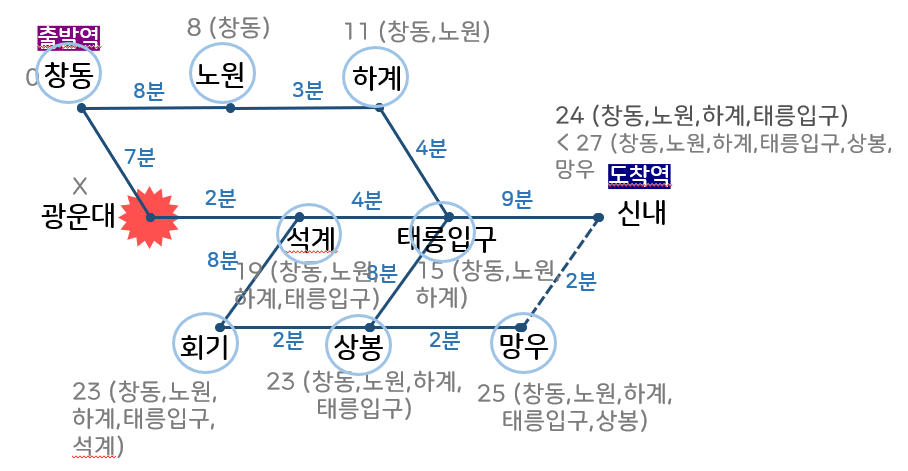 출발역
8 (창동)
11 (창동,노원)
0
창동
노원
하계
8분
3분
24 (창동,노원,하계,태릉입구)
< 27 (창동,노원,하계,태릉입구,상봉,
망우
도착역
7분
4분
X
광운대
2분
4분
9분
신내
석계
태릉입구
8분
19 (창동,노원,
하계,태릉입구)
8분
15 (창동,노원,
하계)
2분
회기
2분
상봉
2분
망우
23 (창동,노원,
하계,태릉입구,
석계)
23 (창동,노원,하계,
태릉입구)
25 (창동,노원,하계,
태릉입구,상봉)